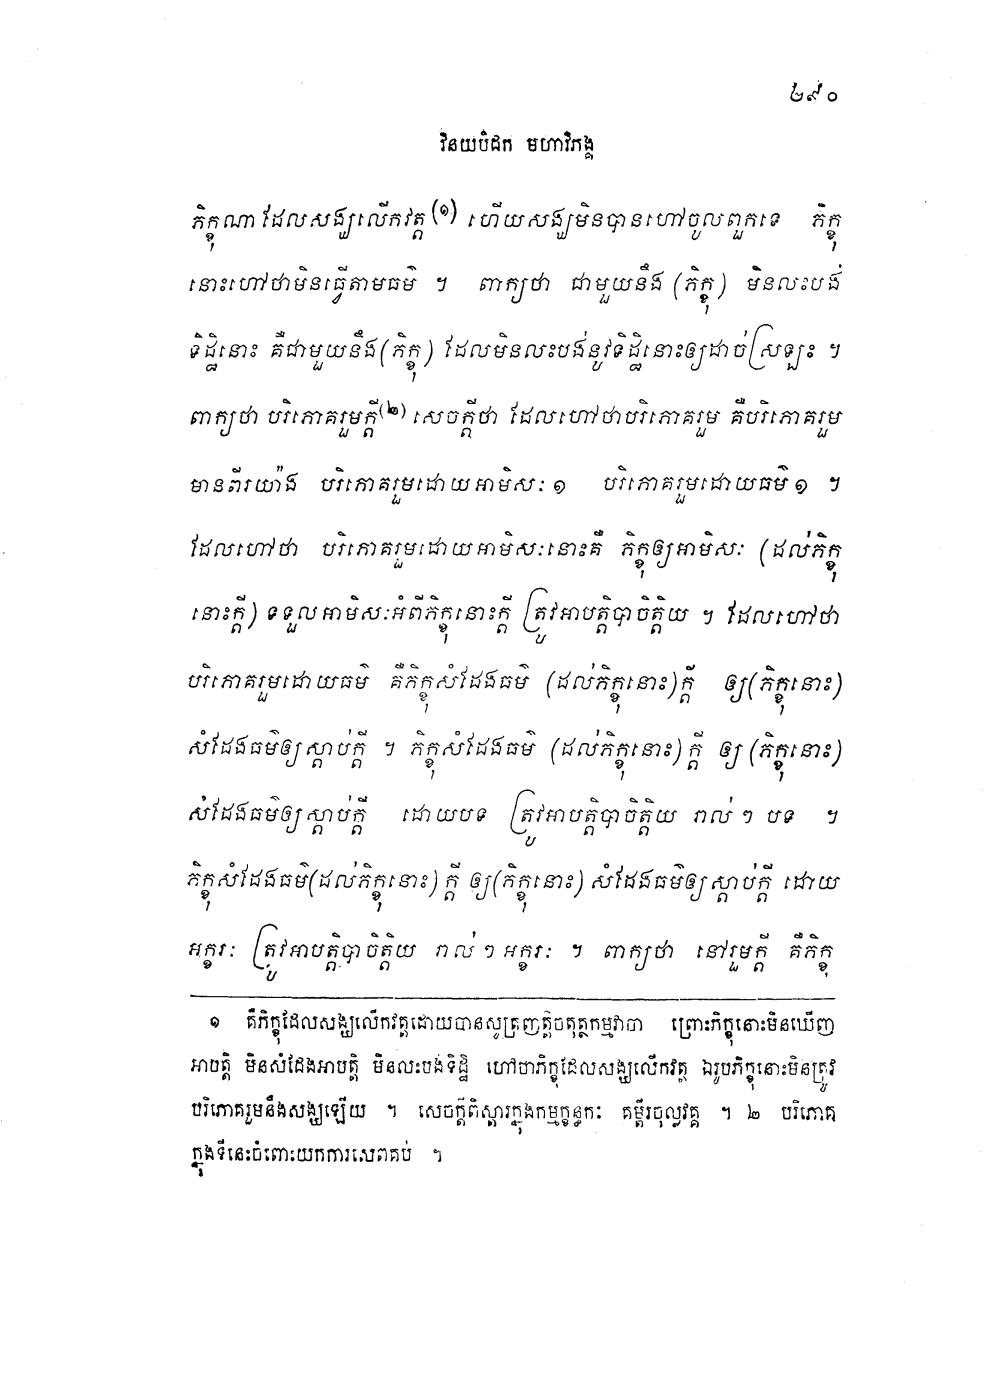 ២៩០
វិនយបិដក មហាវិភង្គ
ភិក្ខុណា ដែលសង្ឃលើកវត្ត (១) ហើយសង្ឃមិនបានហៅចូលពួកទេ ភិក្ខុ
នោះហៅថាមិនធ្វើតាមធម៌ ។ ពាក្យថា ជាមួយនឹង (ភិក្ខុ) មិនលះបង់
ទិដ្ឋិនោះ គឺជាមួយនឹង(ភិក្ខុ) ដែលមិនលះបង់នូវទិដ្ឋិនោះឲ្យដាច់ស្រឡះ ។
ពាក្យថា បរិភោគរួមក្តី(២) សេចក្តីថា ដែលហៅថាបរិភោគរួម គឺបរិភោគរួម
មានពីរយ៉ាង បរិភោគរួមដោយអាមិសៈ ១ បរិភោគរួមដោយធម៌ ១ ។
ដែលហៅថា បរិភោគរួមដោយអាមិសៈនោះគឺ ភិក្ខុឲ្យអាមិសៈ (ដល់ភិក្ខុ
នោះក្តី) ទទួលអាមិសៈអំពីភិក្ខុនោះក្តី ត្រូវអាបត្តិបាចិត្តិយ ។ ដែលហៅថា
បរិភោគរួមដោយធម៌ គឺភិក្ខុសំដែងធម៌ (ដល់ភិក្ខុនោះ)ក្តី ឲ្យ(ភិក្ខុនោះ)
សំដែងធម៌ឲ្យស្តាប់ក្តី ។ ភិក្ខុសំដែងធម៌ (ដល់ភិក្ខុនោះ) ក្តី ឲ្យ (ភិក្ខុនោះ)
សំដែងធម៌ឲ្យស្តាប់ក្តី ដោយបទ ត្រូវអាបត្តិបាចិត្តិយ រាល់ ៗ បទ ។
ភិក្ខុសំដែងធម៌(ដល់ភិក្ខុនោះ) ក្តី ឲ្យ(ភិក្ខុនោះ) សំដែងធម៌ឲ្យស្តាប់ក្តី ដោយ
អក្ខរៈ ត្រូវអាបត្តិបាចិត្តិយ រាល់ ៗ អក្ខរៈ ។ ពាក្យថា នៅរួមក្តី គឺភិក្ខុ
១ គឺភិក្ខុដែលសង្ឃលើកវត្តដោយបានសូត្រញត្តិចតុត្ថកម្មវាចា ព្រោះភិក្ខុនោះមិនឃើញ
អាបត្តិ មិនសំដែងអាបត្តិ មិនលះបង់ទិដ្ឋិ ហៅថាភិក្ខុដែលសង្ឃលើកវត្ត ឯរូបភិក្ខុនោះមិនត្រូវ
បរិភោគរួមនឹងសង្ឃឡើយ ។ សេចក្តីពិស្តារក្នុងកម្មក្ខន្ធកៈ គម្ពីរចុល្លវគ្គ ។ ២ បរិភោគ
ក្នុងទីនេះចំពោះយកការសេពគប់ ។